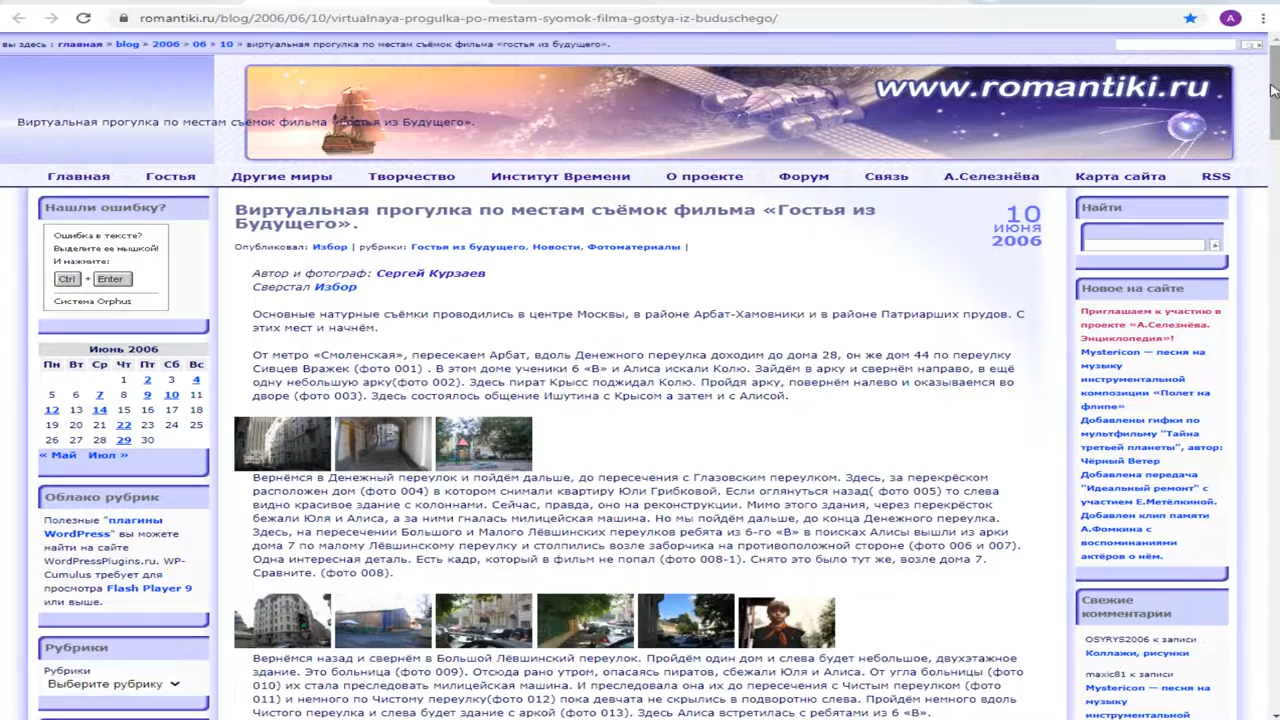 romantiki.ru/blog/2006/06/10/virtualnaya-progulka-po-mestam-syomok-filma-gostya-iz-buduschego/
A
вы здесь : главная » blog » 2006 » 06 » 10 » виртуальная прогулка по местам съёмок фильма «гостья из будущего».
www.romantiki.ru
Виртуальная прогулка по местам съёмок фильма «Гостья из Будущего».
Главная Гостья Другие миры Творчество Институт Времени О проекте Форум Связь А.Селезнёва Карта сайта RSS
Нашли ошибку?
Ошибка в тексте?
Выделите ее мышкой!
И нажмите:
Ctrl + Enter
Система Orphus
Июнь 2006
Пн Вт Ср Чт Пт Сб Вс
1 2 3 4
5 6 7 8 9 10 11
12 13 14 15 16 17 18
19 20 21 22 23 24 25
26 27 28 29 30
« Май Июл »
Облако рубрик
Полезные "плагины
WordPress" вы можете
найти на сайте
WordPressPlugins.ru. WP-
Cumulus требует для
просмотра Flash Player 9
или выше.
Рубрики
Рубрики
Выберите рубрику
Виртуальная прогулка по местам съёмок фильма «Гостья из
Будущего».
10
ИЮНЯ
2006
Опубликовал: Избор | рубрики: Гостья из будущего, Новости, Фотоматериалы |
Автор и фотограф: Сергей Курзаев
Сверстал Избор
Основные натурные съёмки проводились в центре Москвы, в районе Арбат-Хамовники и в районе Патриарших прудов. С
этих мест и начнём.
От метро «Смоленская», пересекаем Арбат, вдоль Денежного переулка доходим до дома 28, он же дом 44 по переулку
Сивцев Вражек (фото 001) . В этом доме ученики 6 «В» и Алиса искали Колю. Зайдём в арку и свернём направо, в ещё
одну небольшую арку(фото 002). Здесь пират Крысс поджидал Колю. Пройдя арку, повернём налево и оказываемся во
дворе (фото 003). Здесь состоялось общение Ишутина с Крысом а затем и с Алисой.
Вернёмся в Денежный переулок и пойдём дальше, до пересечения с Глазовским переулком. Здесь, за перекрёском
расположен дом (фото 004) в котором снимали квартиру Юли Грибковой. Если оглянуться назад( фото 005) то слева
видно красивое здание с колоннами. Сейчас, правда, оно на реконструкции. Мимо этого здания, через перекрёсток
бежали Юля и Алиса, а за ними гналась милицейская машина. Но мы пойдём дальше, до конца Денежного переулка.
Здесь, на пересечении Большого и Малого Лёвшинских переулков ребята из 6-го «В» в поисках Алисы вышли из арки
дома 7 по малому Лёвшинскому переулку и столпились возле заборчика на противоположной стороне (фото 006 и 007).
Одна интересная деталь. Есть кадр, который в фильм не попал (фото 008-1). Снято это было тут же, возле дома 7.
Сравните. (фото 008).
Вернёмся назад и свернём в Большой Лёвшинский переулок. Пройдём один дом и слева будет небольшое, двухэтажное
здание. Это больница (фото 009). Отсюда рано утром, опасаясь пиратов, сбежали Юля и Алиса. От угла больницы (фото
010) их стала преследовать милицейская машина. И преследовала она их до пересечения с Чистым переулком (фото
011) и немного по Чистому переулку(фото 012) пока девчата не скрылись в подворотню слева. Пройдём немного вдоль
Чистого переулка и слева будет здание с аркой (фото 013). Здесь Алиса встретилась с ребятами из 6 «В».
Найти
Новое на сайте
Приглашаем к участию в
проекте «А.Селезнёва.
Энциклопедия»!
Mystericon — песня на
музыку
инструментальной
композиции «Полет на
флипе»
Добавлены гифки по
мультфильму "Тайна
третьей планеты", автор:
Чёрный Ветер
Добавлена передача
"Идеальный ремонт" с
участием Е.Метёлкиной.
Добавлен клип памяти
А.Фомкина с
воспоминаниями
актёров о нём.
Свежие
комментарии
OSYRYS2006 к записи
Коллажи, рисунки
maxic81 к записи
Mystericon — песня на
музыку
инструментальной